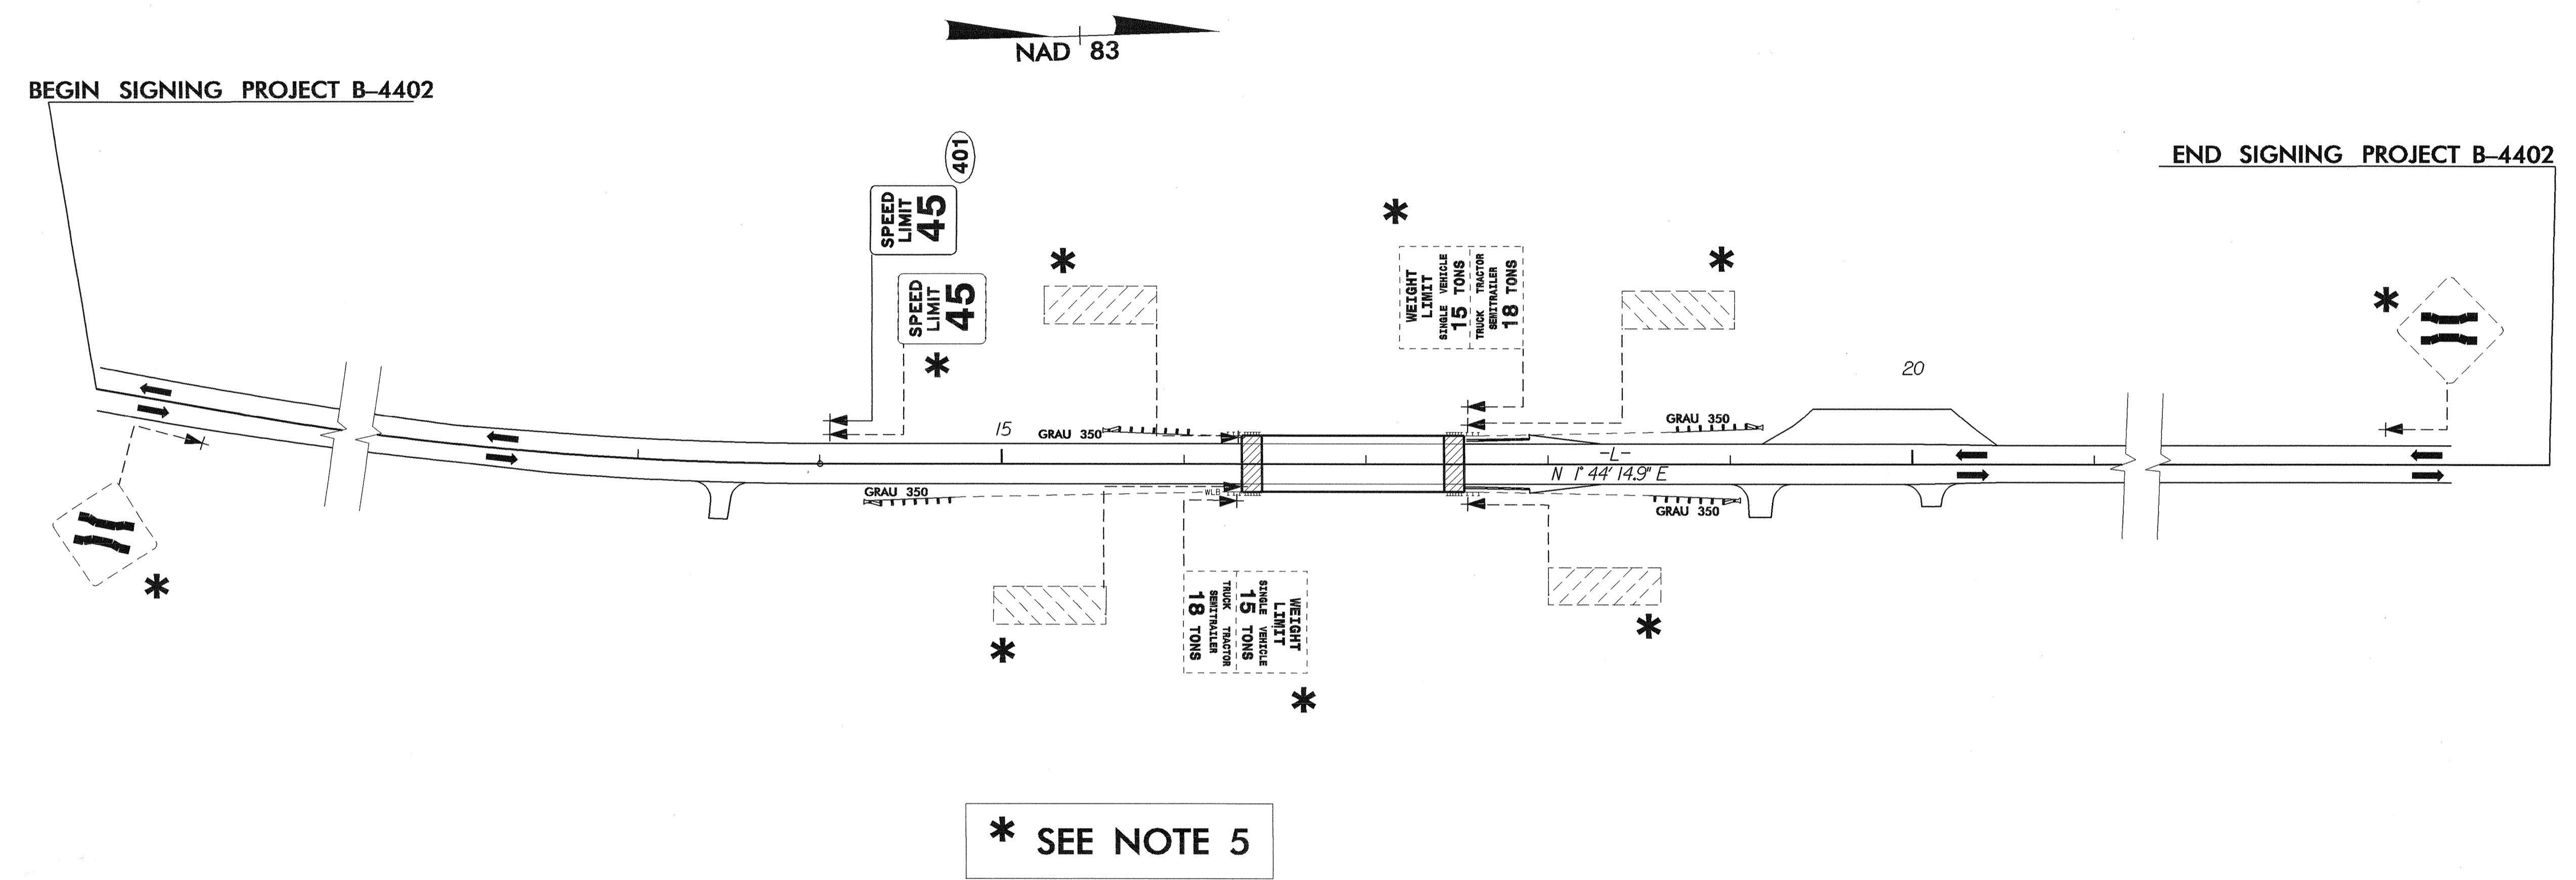 NAD 83
BEGIN SIGNING PROJECT B-4402
END SIGNING PROJECT B-4402
401
SPEED
LIMIT
45
SPEED
LIMIT
45
*
*
*
WEIGHT
LIMIT
SINGLE VEHICLE
15 TONS
TRUCK TRACTOR
SEMITRAILER
18 TONS
*
*
20
15
GRAU 350
GRAU 350
-L-
N 1° 44' 14.9" E
GRAU 350
WLB
GRAU 350
*
*
WEIGHT
LIMIT
SINGLE VEHICLE
15 TONS
TRUCK TRACTOR
SEMITRAILER
18 TONS
*
*
* SEE NOTE 5